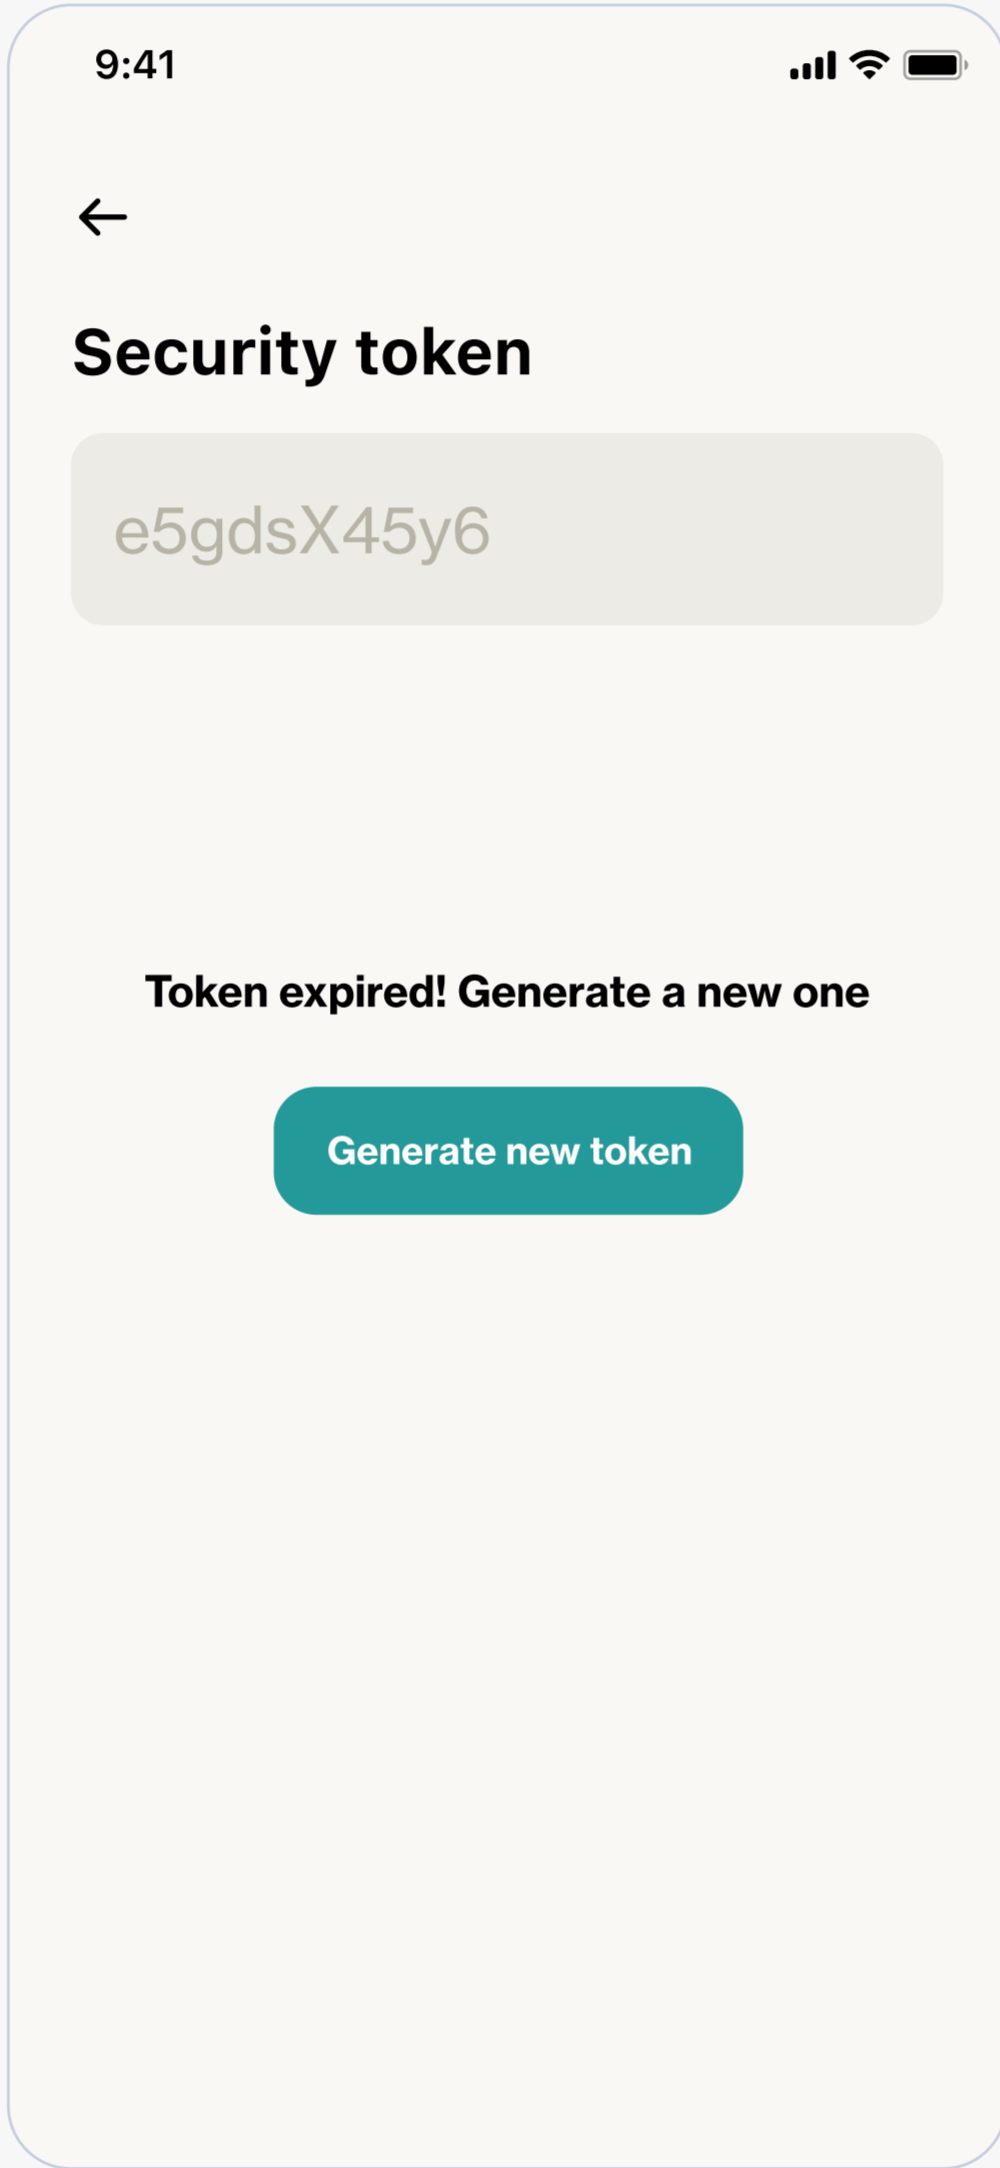 9:41
Security token
e5gdsX45y6
Token expired! Generate a new one
Generate new token